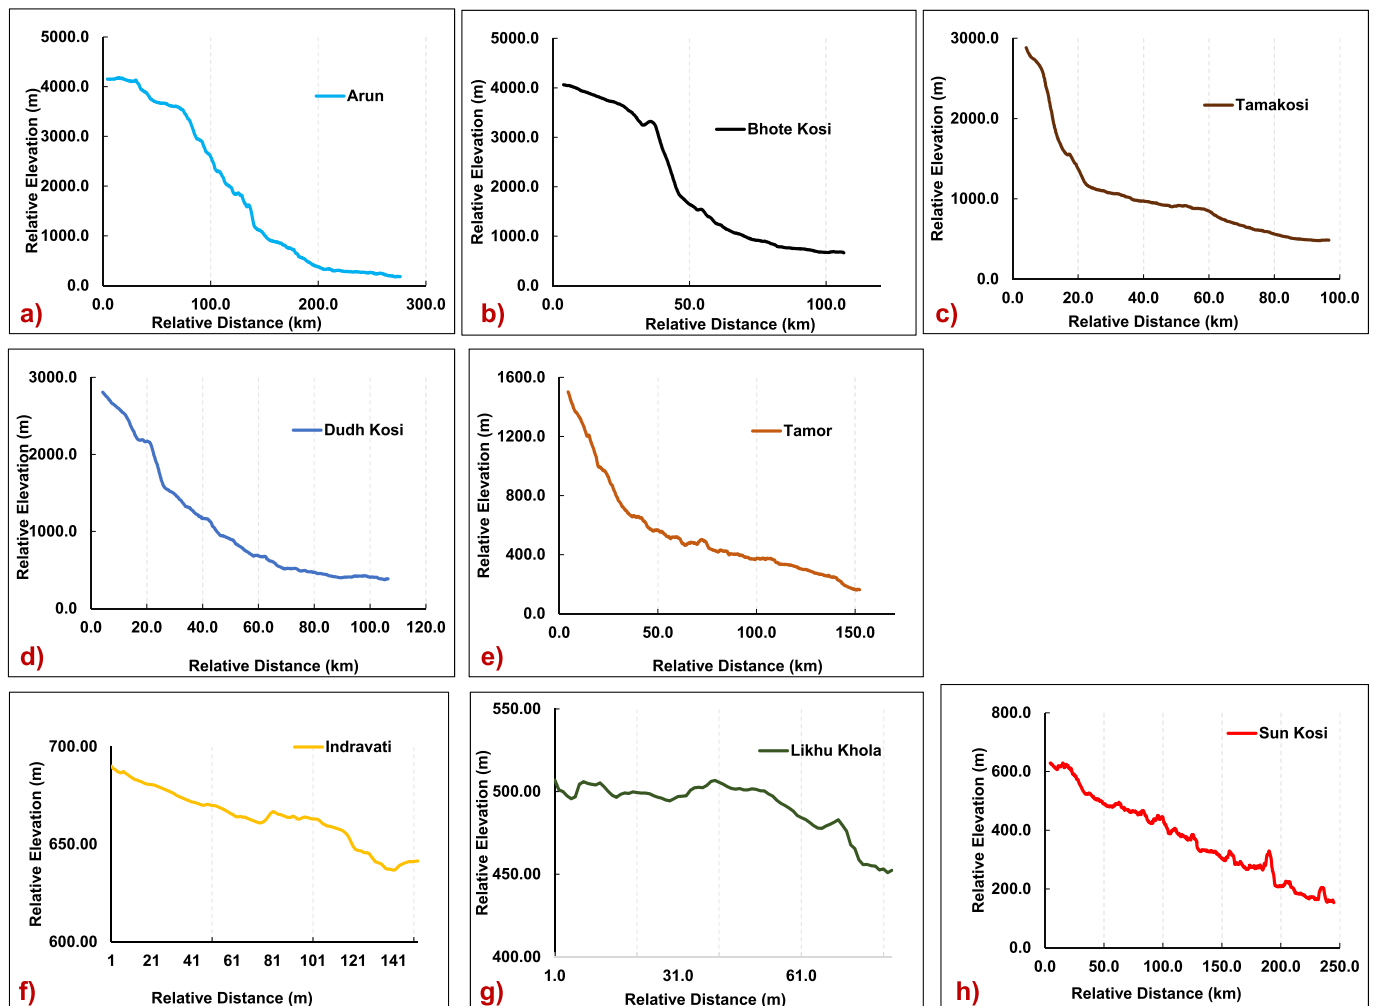 5000.0
4000.0
3000.0
2000.0
1000.0
0.0
0.0 100.0 200.0 300.0
Relative Elevation (m)
Relative Distance (km)
Arun
a)
5000.0
4000.0
3000.0
2000.0
1000.0
0.0
0.0 50.0 100.0
Relative Elevation (m)
Relative Distance (km)
Bhote Kosi
b)
3000.0
2000.0
1000.0
0.0
0.0 20.0 40.0 60.0 80.0 100.0
Relative Elevation (m)
Relative Distance (km)
Tamakosi
c)
3000.0
2000.0
1000.0
0.0
0.0 20.0 40.0 60.0 80.0 100.0 120.0
Relative Elevation (m)
Relative Distance (km)
Dudh Kosi
d)
1600.0
1200.0
800.0
400.0
0.0
0.0 50.0 100.0 150.0
Relative Elevation (m)
Relative Distance (km)
Tamor
e)
700.00
650.00
600.00
1 21 41 61 81 101 121 141
Relative Elevation (m)
Relative Distance (m)
Indravati
f)
550.00
500.00
450.00
400.00
1.0 31.0 61.0
Relative Elevation (m)
Relative Distance (m)
Likhu Khola
g)
800.0
600.0
400.0
200.0
0.0
0.0 50.0 100.0 150.0 200.0 250.0
Relative Elevation (m)
Relative Distance (km)
Sun Kosi
h)